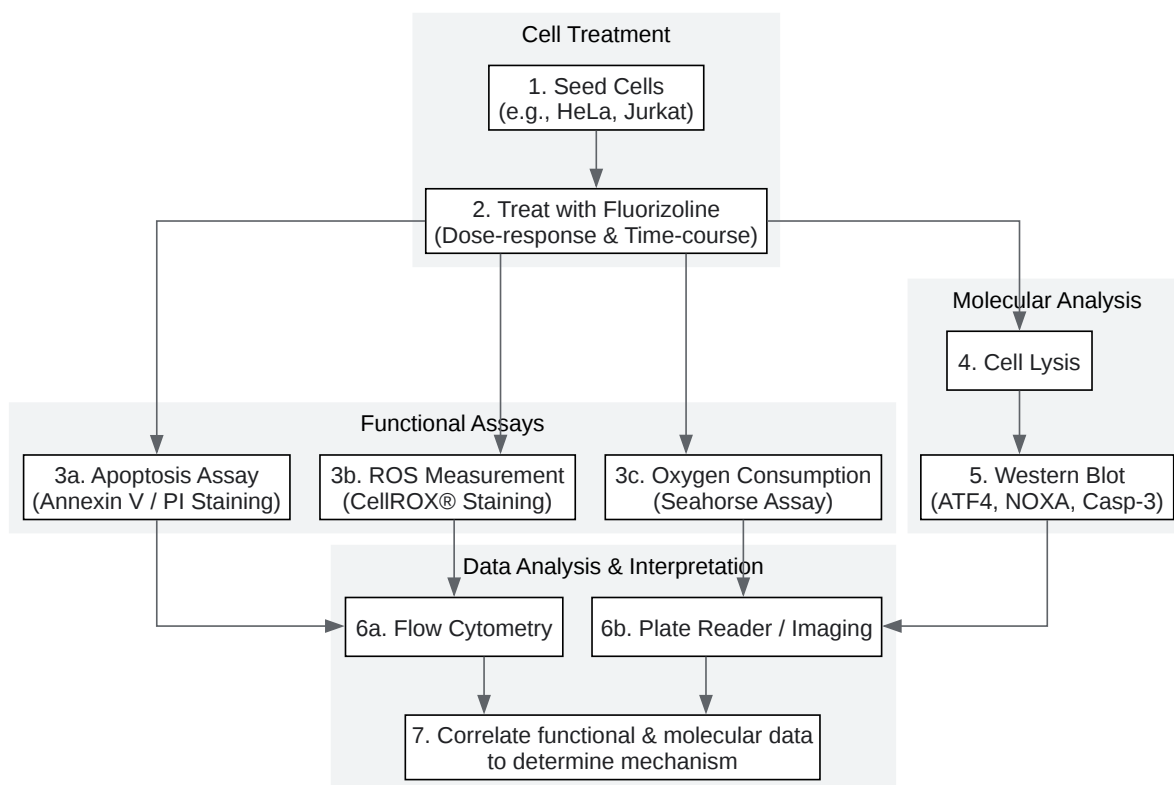 Cell Treatment
1. Seed Cells
(e.g., HeLa, Jurkat)
2. Treat with Fluorizoline
(Dose-response & Time-course)
Molecular Analysis
4. Cell Lysis
Functional Assays
3a. Apoptosis Assay
(Annexin V / PI Staining)
3b. ROS Measurement
(CellROX® Staining)
3c. Oxygen Consumption
(Seahorse Assay)
5. Western Blot
(ATF4, NOXA, Casp-3)
Data Analysis & Interpretation
6a. Flow Cytometry
6b. Plate Reader / Imaging
7. Correlate functional & molecular data
to determine mechanism